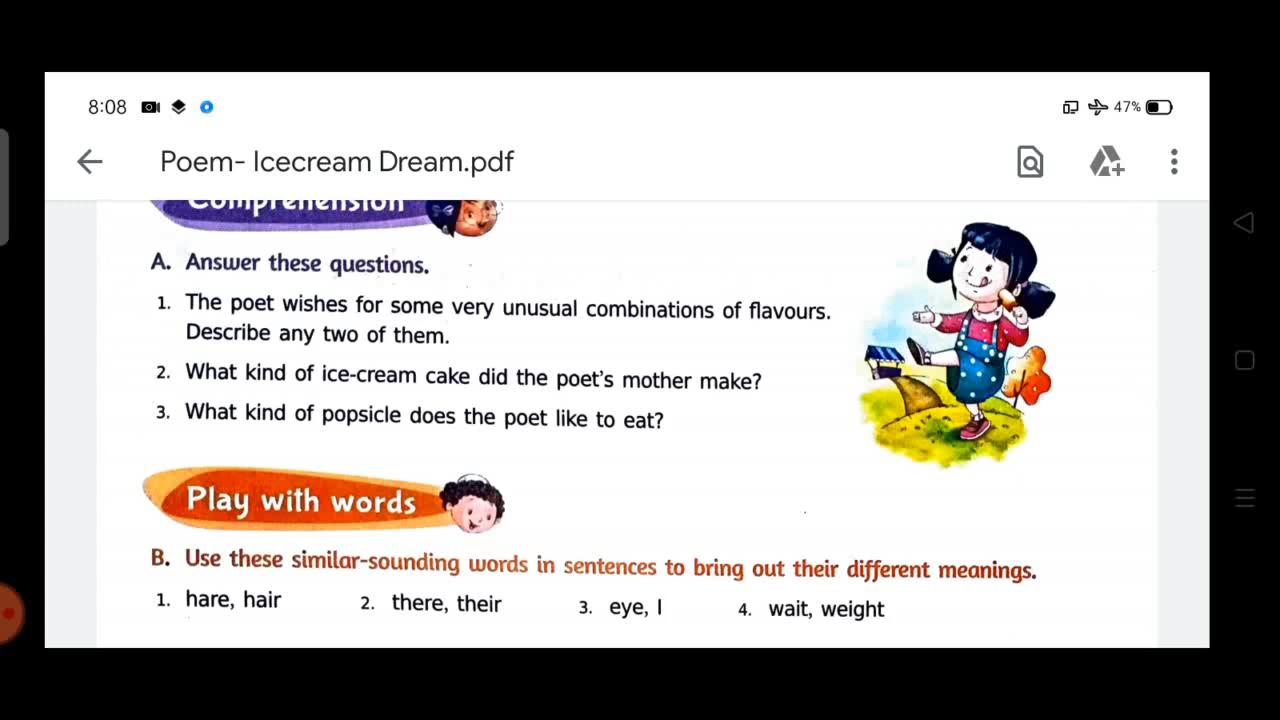 8:08 47%
Poem- Icecream Dream.pdf
Comprehension
A. Answer these questions.
1. The poet wishes for some very unusual combinations of flavours.
Describe any two of them.
2. What kind of ice-cream cake did the poet's mother make?
3. What kind of popsicle does the poet like to eat?
Play with words
B. Use these similar-sounding words in sentences to bring out their different meanings.
1. hare, hair 2. there, their 3. eye, I 4. wait, weight